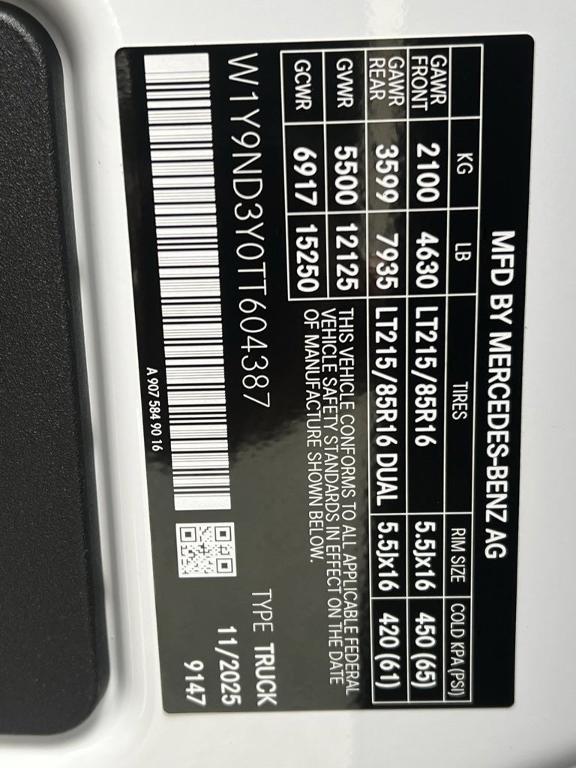 MFD BY MERCEDES-BENZ AG
KG LB TIRES RIM SIZE COLD KPA (PSI)
GAWR FRONT 2100 4630 LT215/85R16 5.5Jx16 450 (65)
GAWR REAR 3599 7935 LT215/85R16 DUAL 5.5Jx16 420 (61)
GVWR 5500 12125
GCWR 6917 15250
THIS VEHICLE CONFORMS TO ALL APPLICABLE FEDERAL
VEHICLE SAFETY STANDARDS IN EFFECT ON THE DATE
OF MANUFACTURE SHOWN BELOW.
W1Y9ND3Y0TT604387
TYPE TRUCK
11/2025
9147
A 907 584 90 16